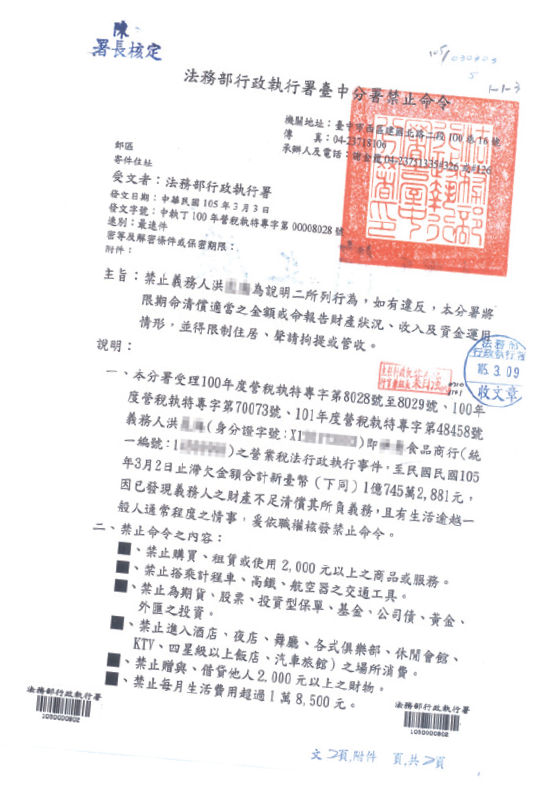 陳
署長核定
法務部行政執行署臺中分署禁止命令
機關地址：臺中市西區建國北路二段100巷16號
傳　　真：04-23718106
承辦人及電話：
郵區
寄件住址
受文者：法務部行政執行署
發文日期：中華民國105年3月3日
發文字號：中執丁100年營稅執特專字第00008028號
速別：最速件
密等及解密條件或保密期限：
附件：
主旨：禁止義務人洪 為說明二所列行為，如有違反，本分署將
限期命清償適當之金額或命報告財產狀況、收入及資金運用
情形，並得限制住居、聲請拘提或管收。
說明：
法務部
行政執行署
105. 3. 09
收文章
一、本分署受理100年度營稅執特專字第8028號至8029號、100年
度營稅執特專字第70073號、101年度營稅執特專字第48458號
義務人洪 (身分證字號：X1 )即 食品商行(統
一編號：1 )之營業稅法行政執行事件，至民國民國105
年3月2日止滯欠金額合計新臺幣（下同）1億745萬2,881元，
因已發現義務人之財產不足清償其所負義務，且有生活逾越一
般人通常程度之情事，爰依職權核發禁止命令。
二、禁止命令之內容：
■、禁止購買、租賃或使用2,000元以上之商品或服務。
■、禁止搭乘計程車、高鐵、航空器之交通工具。
■、禁止為期貨、股票、投資型保單、基金、公司債、黃金、
外匯之投資。
■、禁止進入酒店、夜店、舞廳、各式俱樂部、休閒會館、
KTV、四星級以上飯店、汽車旅館）之場所消費。
■、禁止贈與、借貸他人2,000元以上之財物。
■、禁止每月生活費用超過1萬8,500元。
法務部行政執行署
法務部行政執行署
文2頁,附件　頁,共2頁